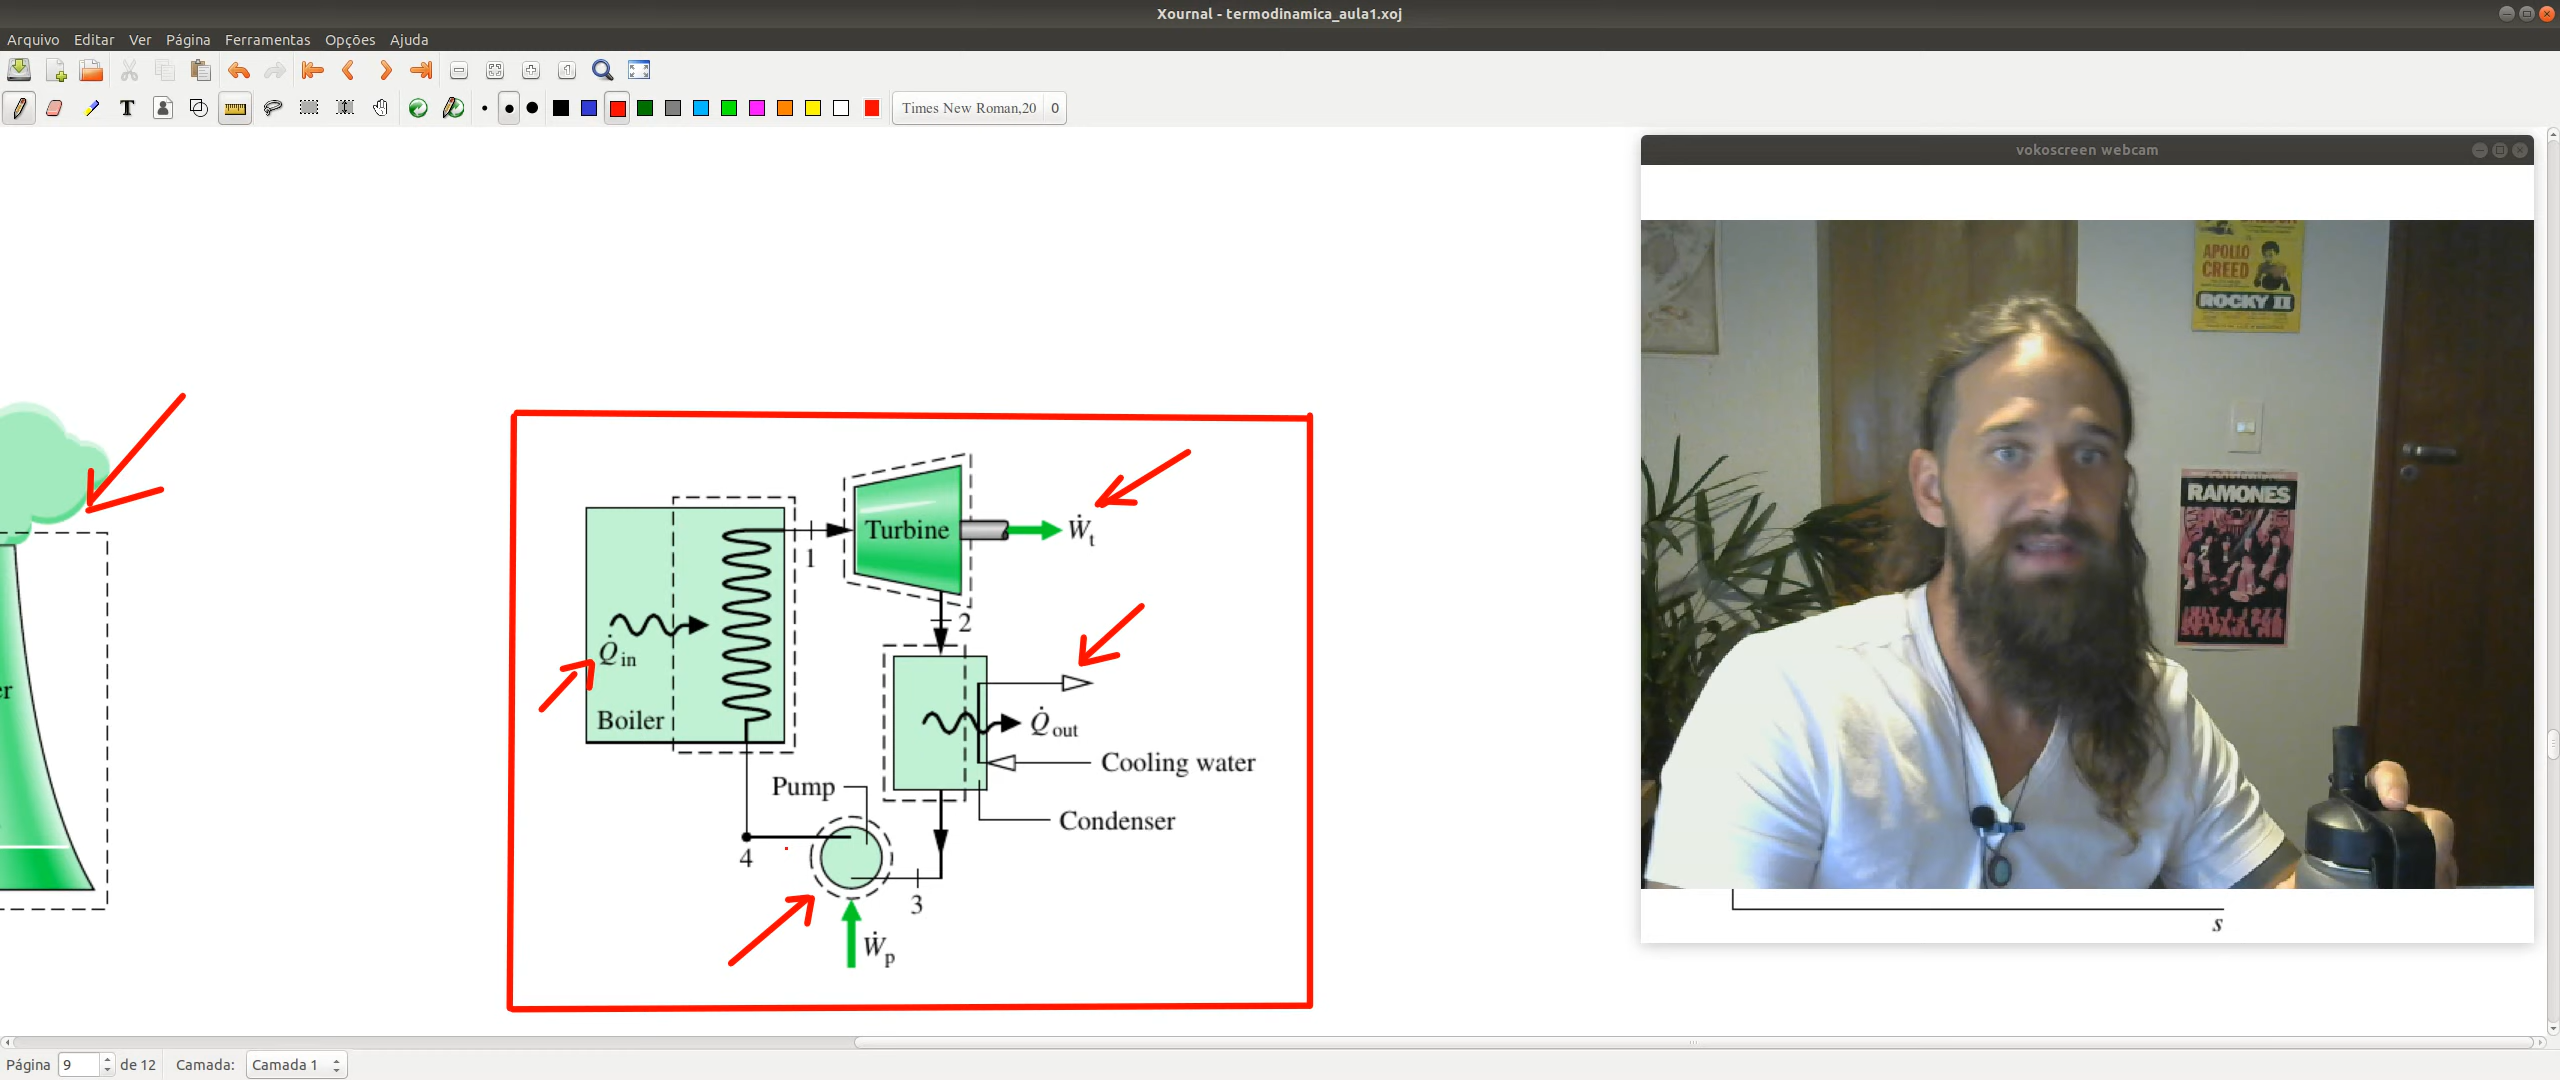 Xournal - termodinamica_aula1.xoj
Arquivo Editar Ver Página Ferramentas Opções Ajuda
Times New Roman,20 0
vokoscreen webcam
APOLLO
CREED
ROCKY II
RAMONES
er
Boiler
Q̇in
1
Turbine
Ẇt
2
Q̇out
Cooling water
Condenser
Pump
4
3
Ẇp
s
Página 9 de 12 Camada: Camada 1